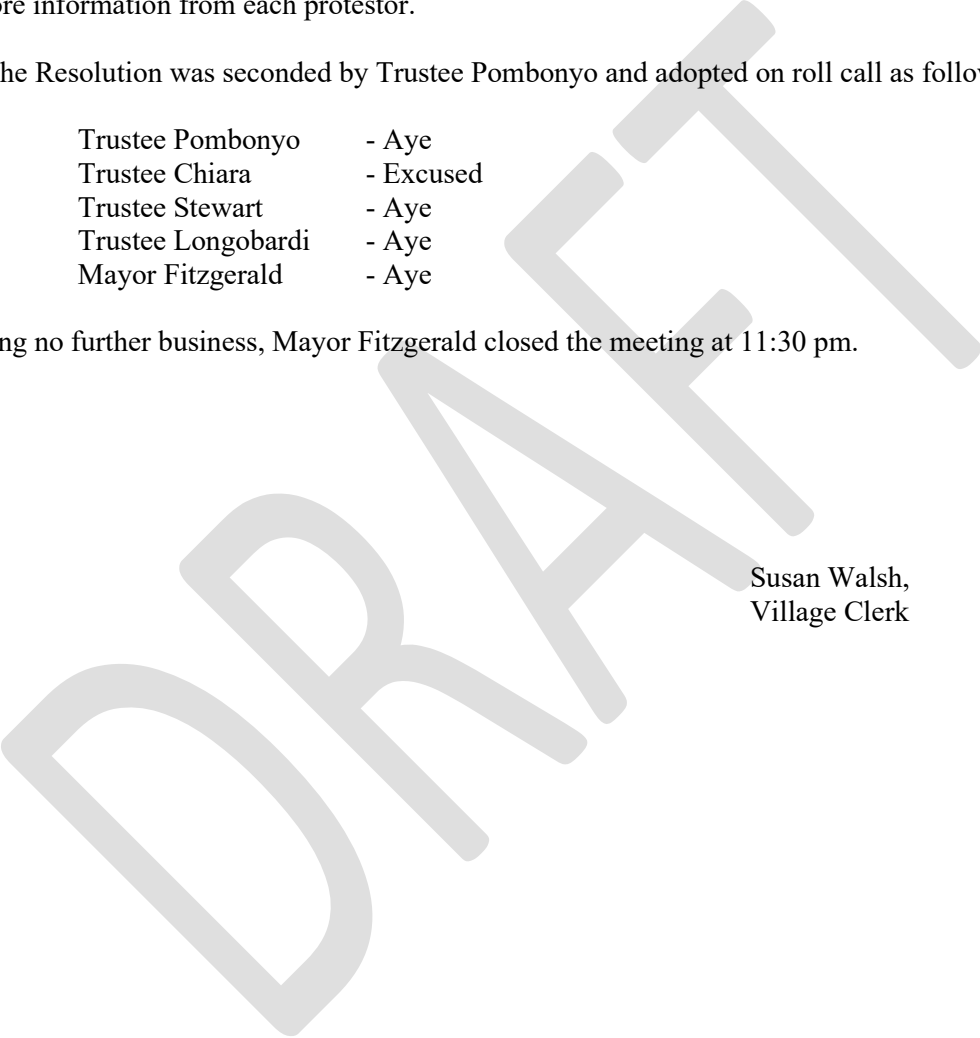 ore information from each protestor.
he Resolution was seconded by Trustee Pombonyo and adopted on roll call as follow
Trustee Pombonyo - Aye
Trustee Chiara - Excused
Trustee Stewart - Aye
Trustee Longobardi - Aye
Mayor Fitzgerald - Aye
ng no further business, Mayor Fitzgerald closed the meeting at 11:30 pm.
Susan Walsh,
Village Clerk
DRAFT